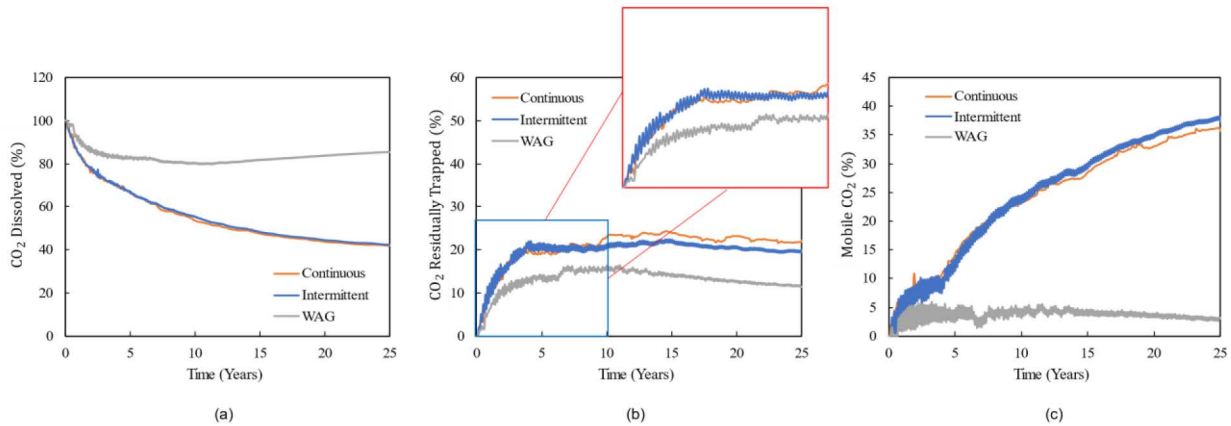 120
100
80
60
40
20
0
CO₂ Dissolved (%)
Continuous
Intermittent
WAG
0 5 10 15 20 25
Time (Years)
(a)
60
50
40
30
20
10
0
CO₂ Residually Trapped (%)
Continuous
Intermittent
WAG
0 5 10 15 20 25
Time (Years)
(b)
45
40
35
30
25
20
15
10
5
0
Mobile CO₂ (%)
Continuous
Intermittent
WAG
0 5 10 15 20 25
Time (Years)
(c)